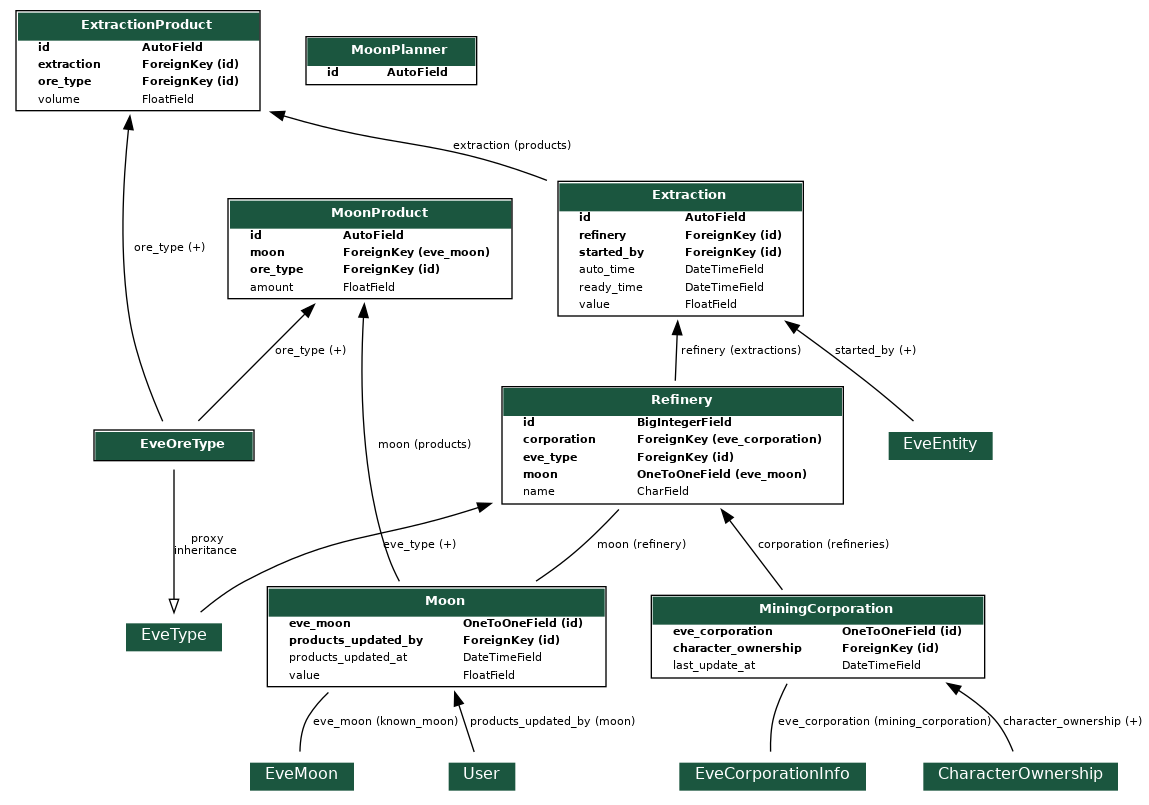 ExtractionProduct
id AutoField
extraction ForeignKey (id)
ore_type ForeignKey (id)
volume FloatField
MoonPlanner
id AutoField
extraction (products)
Extraction
id AutoField
refinery ForeignKey (id)
started_by ForeignKey (id)
auto_time DateTimeField
ready_time DateTimeField
value FloatField
MoonProduct
id AutoField
moon ForeignKey (eve_moon)
ore_type ForeignKey (id)
amount FloatField
ore_type (+)
ore_type (+)
refinery (extractions)
started_by (+)
Refinery
id BigIntegerField
corporation ForeignKey (eve_corporation)
eve_type ForeignKey (id)
moon OneToOneField (eve_moon)
name CharField
EveOreType
moon (products)
EveEntity
proxy
inheritance
eve_type (+)
moon (refinery)
corporation (refineries)
EveType
Moon
eve_moon OneToOneField (id)
products_updated_by ForeignKey (id)
products_updated_at DateTimeField
value FloatField
MiningCorporation
eve_corporation OneToOneField (id)
character_ownership ForeignKey (id)
last_update_at DateTimeField
eve_moon (known_moon)
products_updated_by (moon)
eve_corporation (mining_corporation)
character_ownership (+)
EveMoon
User
EveCorporationInfo
CharacterOwnership